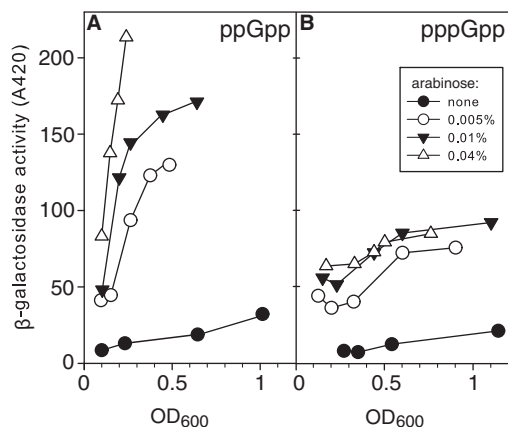 A
ppGpp
B
pppGpp
β-galactosidase activity (A420)
200
150
100
50
0
arabinose:
none
0.005%
0.01%
0.04%
0 0.5 1
0 0.5 1
OD600
OD600